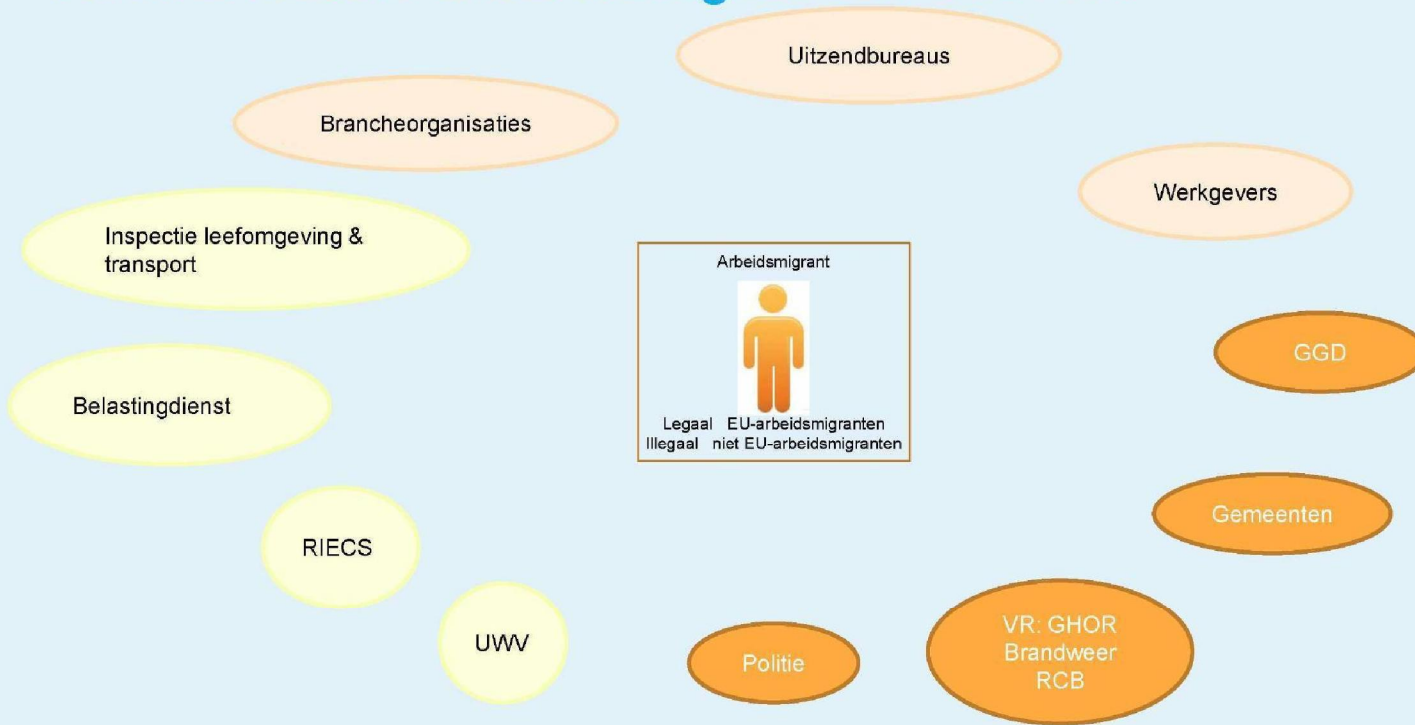 Uitzendbureaus
Brancheorganisaties
Werkgevers
Inspectie leefomgeving &
transport
Arbeidsmigrant
Legaal EU-arbeidsmigranten
Illegaal niet EU-arbeidsmigranten
GGD
Belastingdienst
Gemeenten
RIECS
UWV
Politie
VR: GHOR
Brandweer
RCB